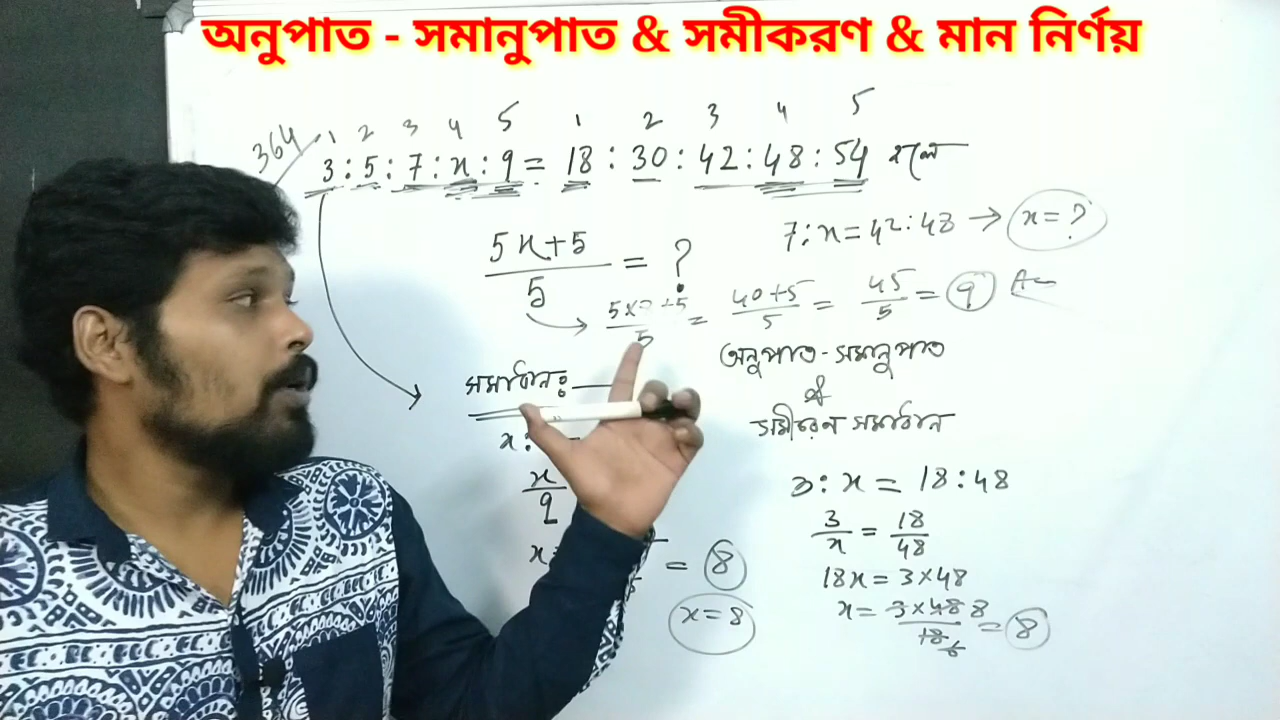 অনুপাত - সমানুপাত & সমীকরণ & মান নির্ণয়
364
1 2 3 4 5 1 2 3 4 5
3 : 5 : 7 : x : 9 = 18 : 30 : 42 : 48 : 54 হলে
5x+5/5 = ?
7 : x = 42 : 48 → x = ?
= 40+5/5 = 45/5 = 9 Ans
অনুপাত - সমানুপাত
&
সমীকরণ সমাধান
সমাধান :
x :
x/9
x =
= 8
x = 8
3 : x = 18 : 48
3/x = 18/48
18x = 3×48
x = 3×48 8/18 6 = 8